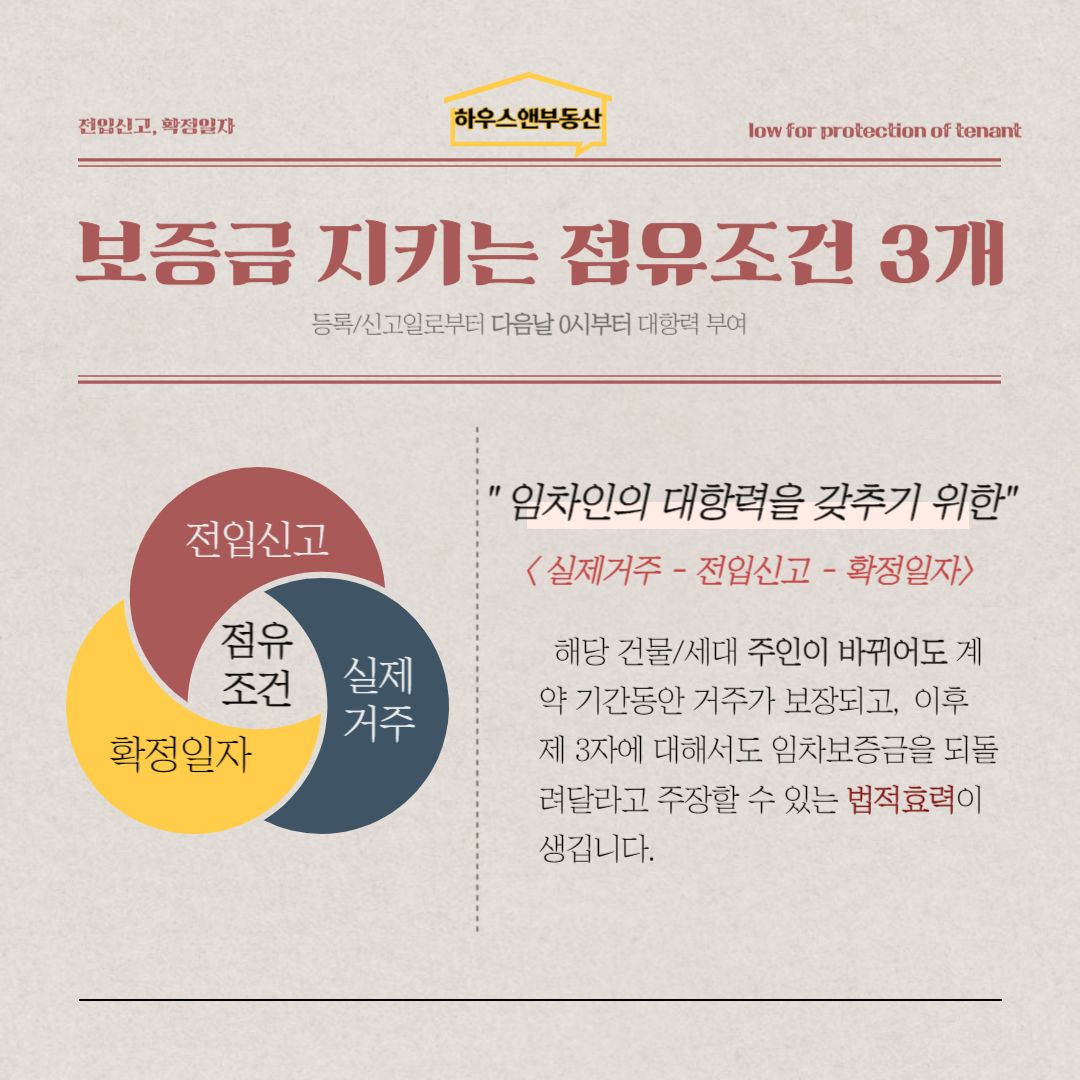 전입신고, 확정일자
하우스앤부동산
low for protection of tenant
보증금 지키는 점유조건 3개
등록/신고일로부터 다음날 0시부터 대항력 부여
전입신고
점유
조건
실제
거주
확정일자
" 임차인의 대항력을 갖추기 위한"
< 실제거주 - 전입신고 - 확정일자>
해당 건물/세대 주인이 바뀌어도 계
약 기간동안 거주가 보장되고, 이후
제 3자에 대해서도 임차보증금을 되돌
려달라고 주장할 수 있는 법적효력이
생깁니다.